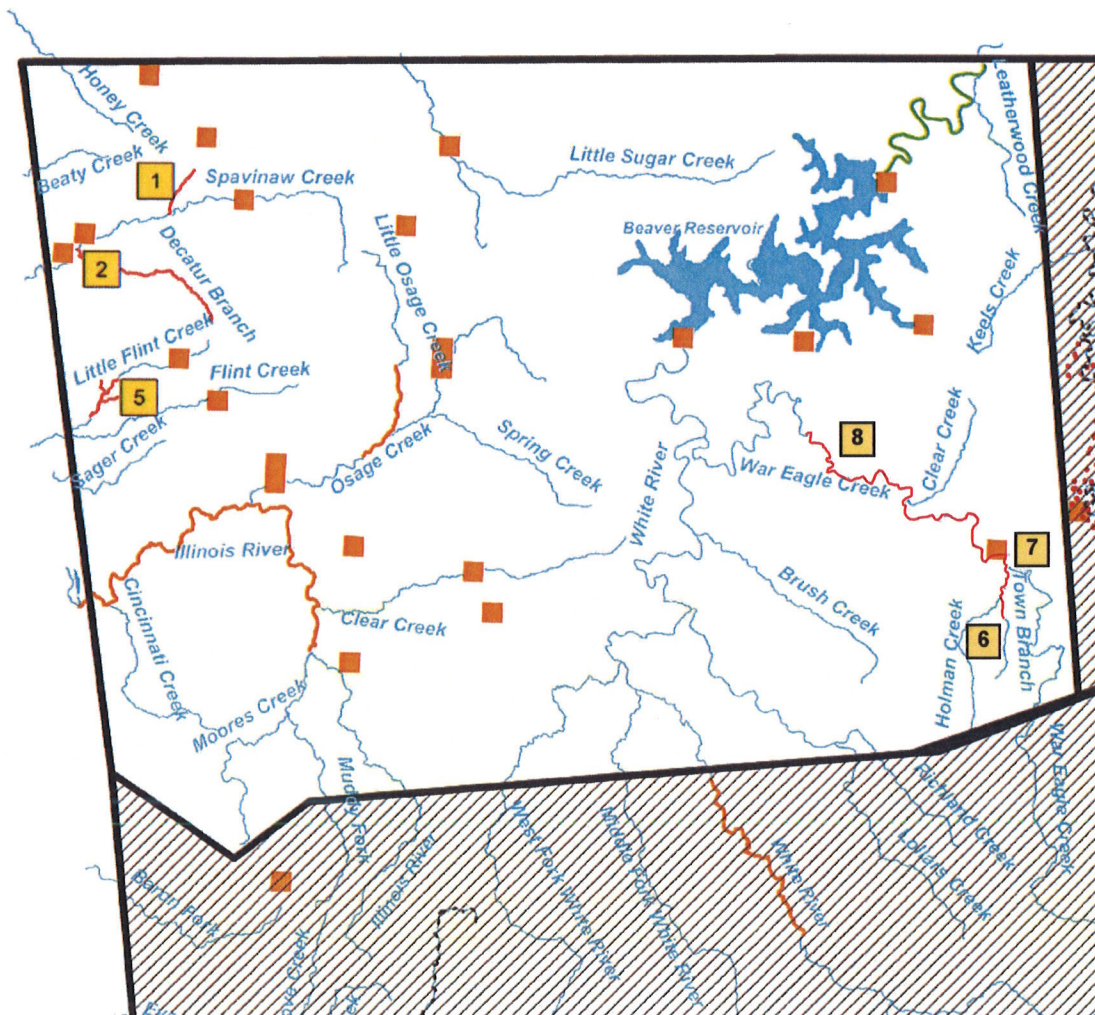 Honey Creek
Beaty Creek
1
Spavinaw Creek
Little Sugar Creek
Leatherwood Creek
Beaver Reservoir
2
Decatur Branch
Little Osage Creek
Keels Creek
Little Flint Creek
Flint Creek
5
Sager Creek
Osage Creek
Spring Creek
8
War Eagle Creek
Clear Creek
White River
Illinois River
7
Cincinnati Creek
Clear Creek
Brush Creek
Town Branch
6
Holman Creek
Moores Creek
Muddy Fork
War Eagle Creek
Richland Creek
West Fork White River
Middle Fork White River
White River
Lollars Creek
Illinois River
Baron Fork
ove Creek
ek